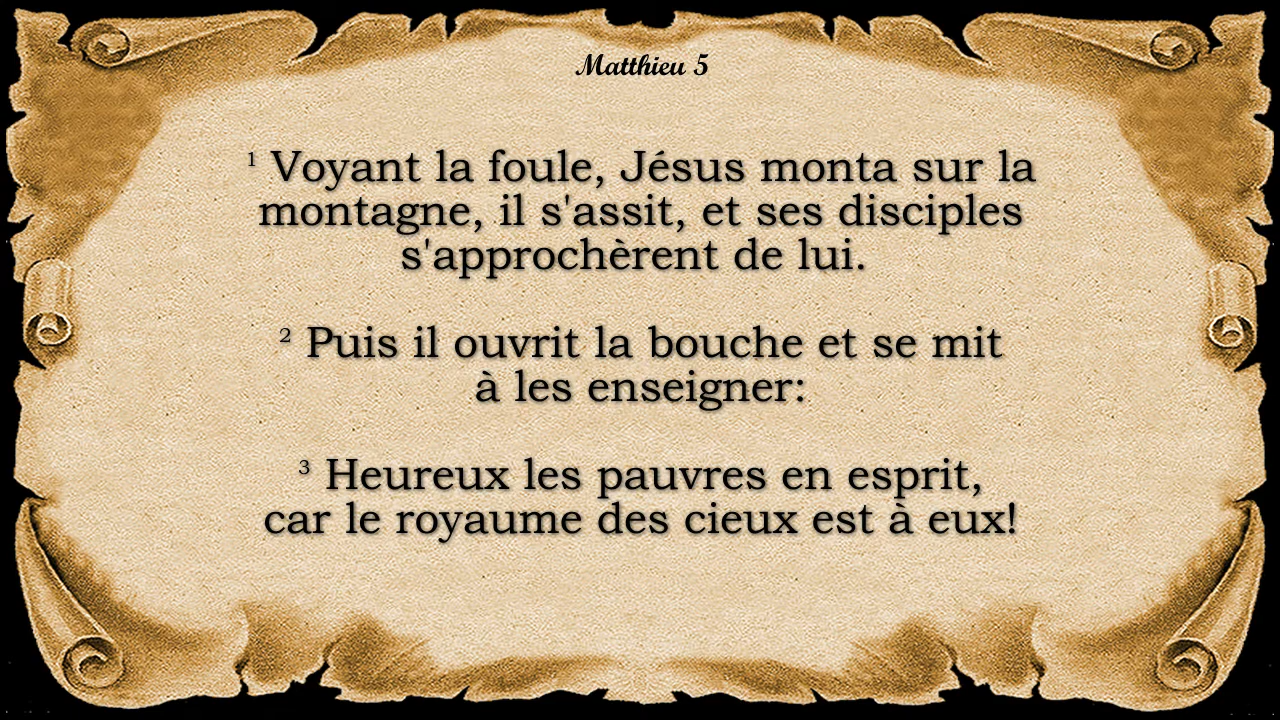 Matthieu 5
¹ Voyant la foule, Jésus monta sur la
montagne, il s'assit, et ses disciples
s'approchèrent de lui.
² Puis il ouvrit la bouche et se mit
à les enseigner:
³ Heureux les pauvres en esprit,
car le royaume des cieux est à eux!